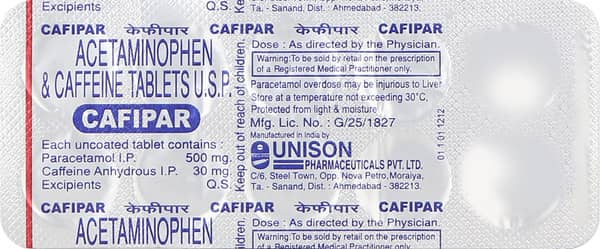 Excipients Q.S.
CAFIPAR केफीपार CAFIPAR केफीपार CAFIPAR
ACETAMINOPHEN
& CAFFEINE TABLETS U.S.P.
CAFIPAR
Each uncoated tablet contains :
Paracetamol I.P. 500 mg.
Caffeine Anhydrous I.P. 30 mg.
Excipients Q.S.
Keep out of reach of children.
Ta. - Sanand, Dist. : Ahmedabad - 382213.
Dose : As directed by the Physician.
Warning:To be sold by retail on the prescription
of a Registered Medical Practitioner only.
Paracetamol overdose may be injurious to Liver
Store at a temperature not exceeding 30°C,
Protected from light & moisture
Mfg. Lic. No. : G/25/1827
Manufactured in India by
UNISON
PHARMACEUTICALS PVT. LTD.
C/6, Steel Town, Opp. Nova Petro, Moraiya,
Ta. - Sanand, Dist. : Ahmedabad - 382213.
01 1 011212
CAFIPAR केफीपार CAFIPAR केफीपार CAFIPAR
ACETAMINOPHEN
Dose : As directed by the Physician.
Warning:To be sold by retail on the prescription